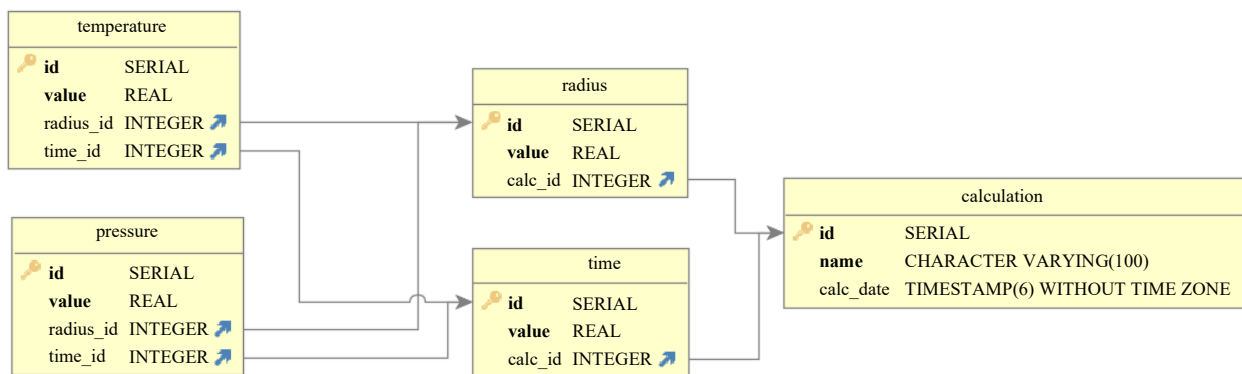 temperature
id SERIAL
value REAL
radius_id INTEGER
time_id INTEGER
pressure
id SERIAL
value REAL
radius_id INTEGER
time_id INTEGER
radius
id SERIAL
value REAL
calc_id INTEGER
time
id SERIAL
value REAL
calc_id INTEGER
calculation
id SERIAL
name CHARACTER VARYING(100)
calc_date TIMESTAMP(6) WITHOUT TIME ZONE